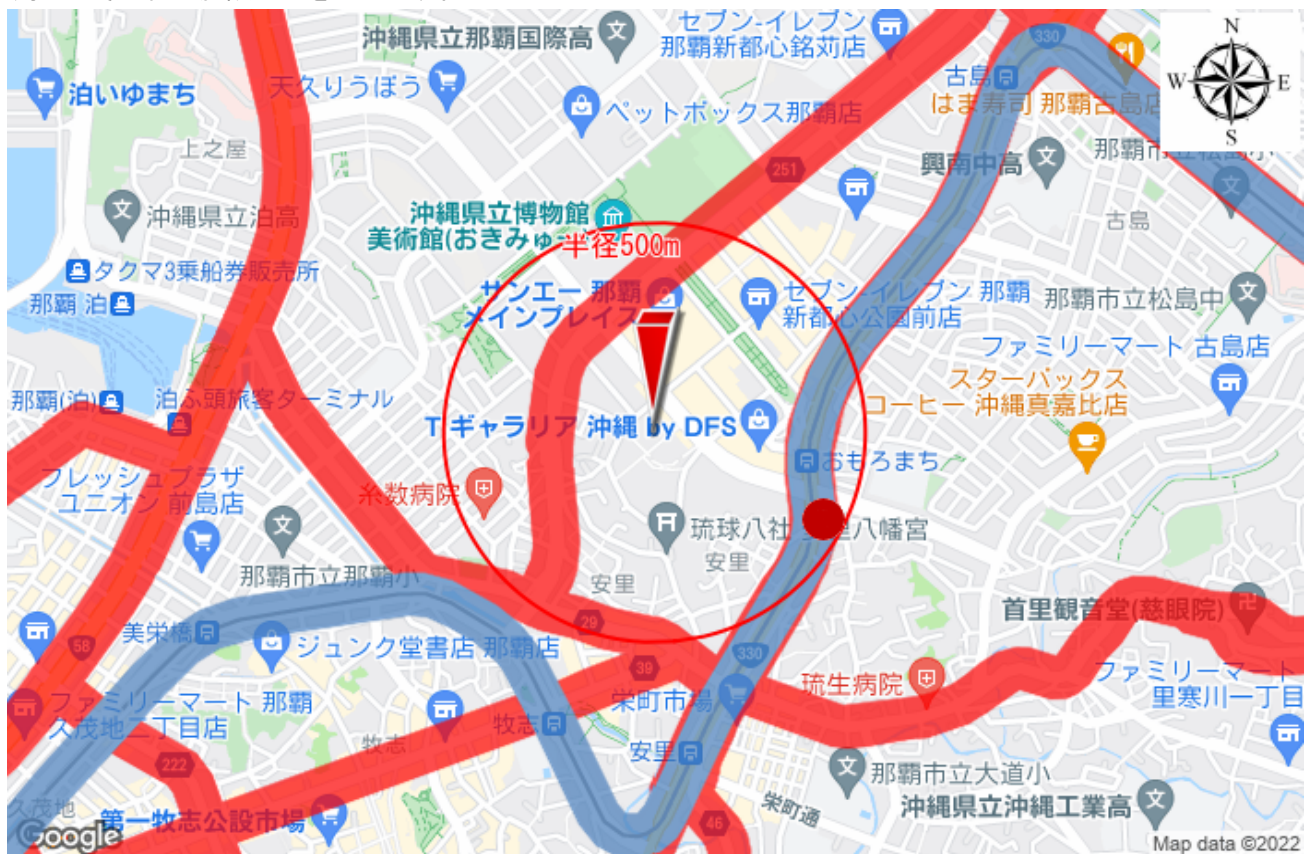 沖縄県立那覇国際高
セブン-イレブン
那覇新都心銘苅店
330
N
W
E
S
泊いゆまち
天久りうぼう
ペットボックス那覇店
古島
はま寿司 那覇古島店
上之屋
251
興南中高
沖縄県立泊高
沖縄県立博物館
美術館(おきみゅー)
古島
半径500m
タクマ3乗船券販売所
那覇 泊
サンエー 那覇
メインプレイス
セブン-イレブン 那覇
新都心公園前店
那覇市立松島中
ファミリーマート 古島店
スターバックス
コーヒー 沖縄真嘉比店
那覇(泊)
泊ふ頭旅客ターミナル
T ギャラリア 沖縄 by DFS
おもろまち
フレッシュプラザ
ユニオン 前島店
糸数病院
琉球八社
八幡宮
安里
安里
那覇市立那覇小
首里観音堂(慈眼院)
美栄橋
29
ジュンク堂書店 那覇店
58
39
330
琉生病院
ファミリーマート
里寒川一丁目
ファミリーマート 那覇
久茂地二丁目店
栄町市場
牧志
牧志
222
安里
那覇市立大道小
久茂地
第一牧志公設市場
46
栄町通
沖縄県立沖縄工業高
Google
Map data ©2022